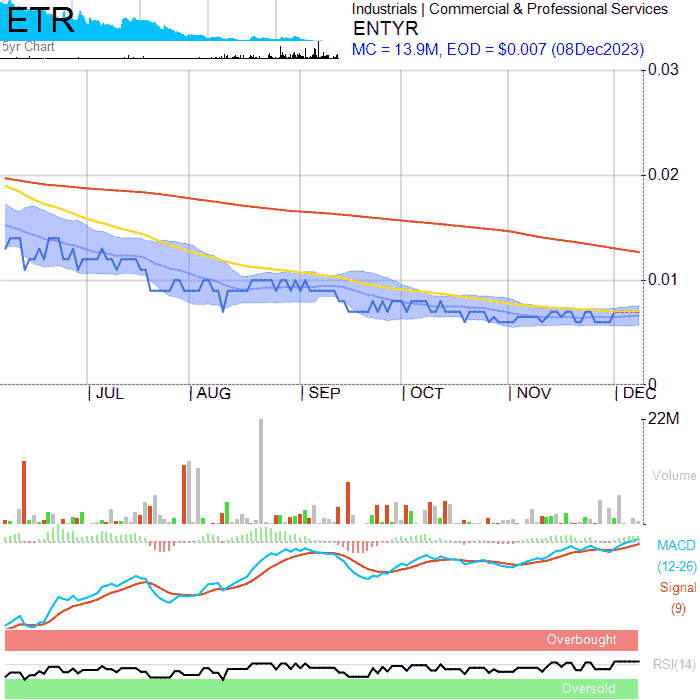 ETR
5yr Chart
Industrials | Commercial & Professional Services
ENTYR
MC = 13.9M, EOD = $0.007 (08Dec2023)
0.03
0.02
0.01
0
JUL AUG SEP OCT NOV DEC
22M
Volume
MACD
(12-26)
Signal
(9)
Overbought
RSI(14)
Oversold